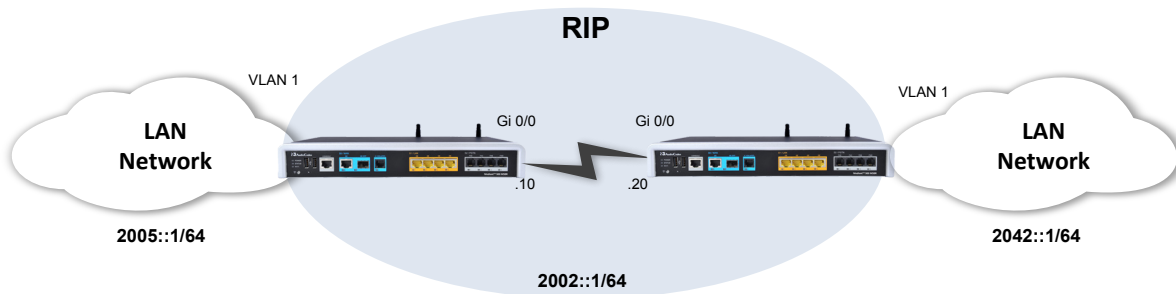 RIP
VLAN 1
VLAN 1
Gi 0/0
Gi 0/0
LAN
Network
LAN
Network
.10
.20
2005::1/64
2042::1/64
2002::1/64